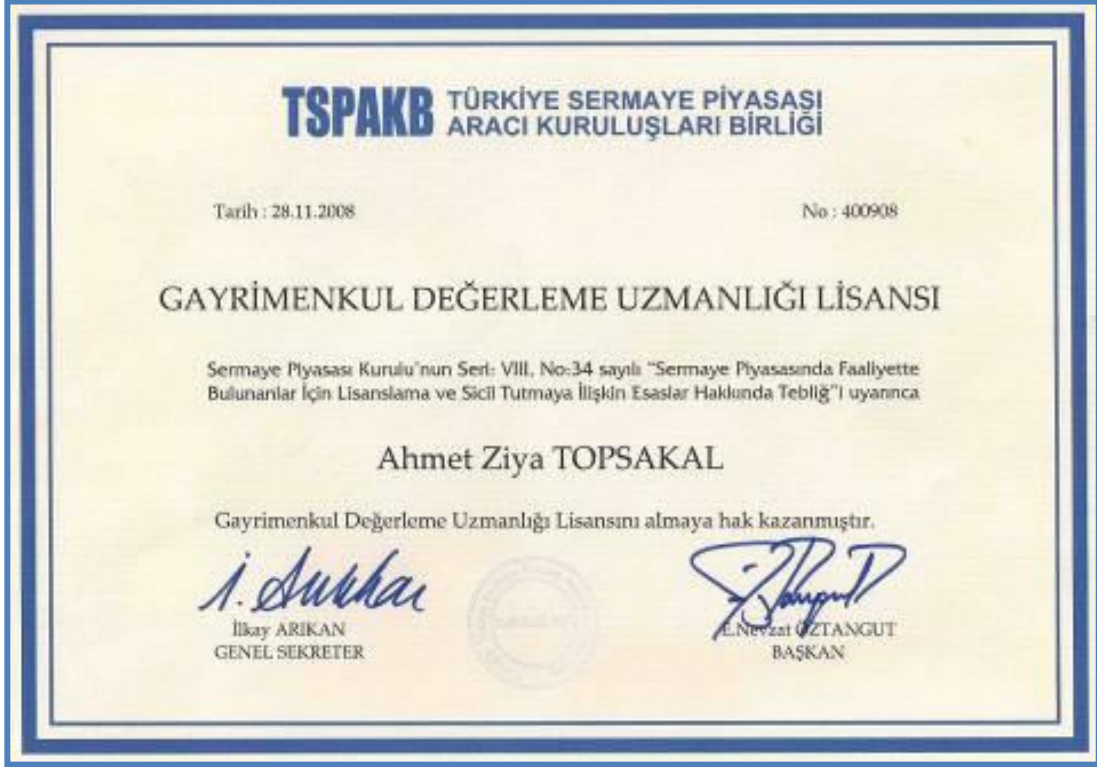 TSPAKB TÜRKİYE SERMAYE PİYASASI
ARACI KURULUŞLARI BİRLİĞİ
Tarih : 28.11.2008 No : 400908
GAYRİMENKUL DEĞERLEME UZMANLIĞI LİSANSI
Sermaye Piyasası Kurulu'nun Seri: VIII, No:34 sayılı "Sermaye Piyasasında Faaliyette
Bulunanlar İçin Lisanslama ve Sicil Tutmaya İlişkin Esaslar Hakkında Tebliğ"i uyarınca
Ahmet Ziya TOPSAKAL
Gayrimenkul Değerleme Uzmanlığı Lisansını almaya hak kazanmıştır.
İlkay ARIKAN
GENEL SEKRETER
E.Nevzat ÖZTANGUT
BAŞKAN